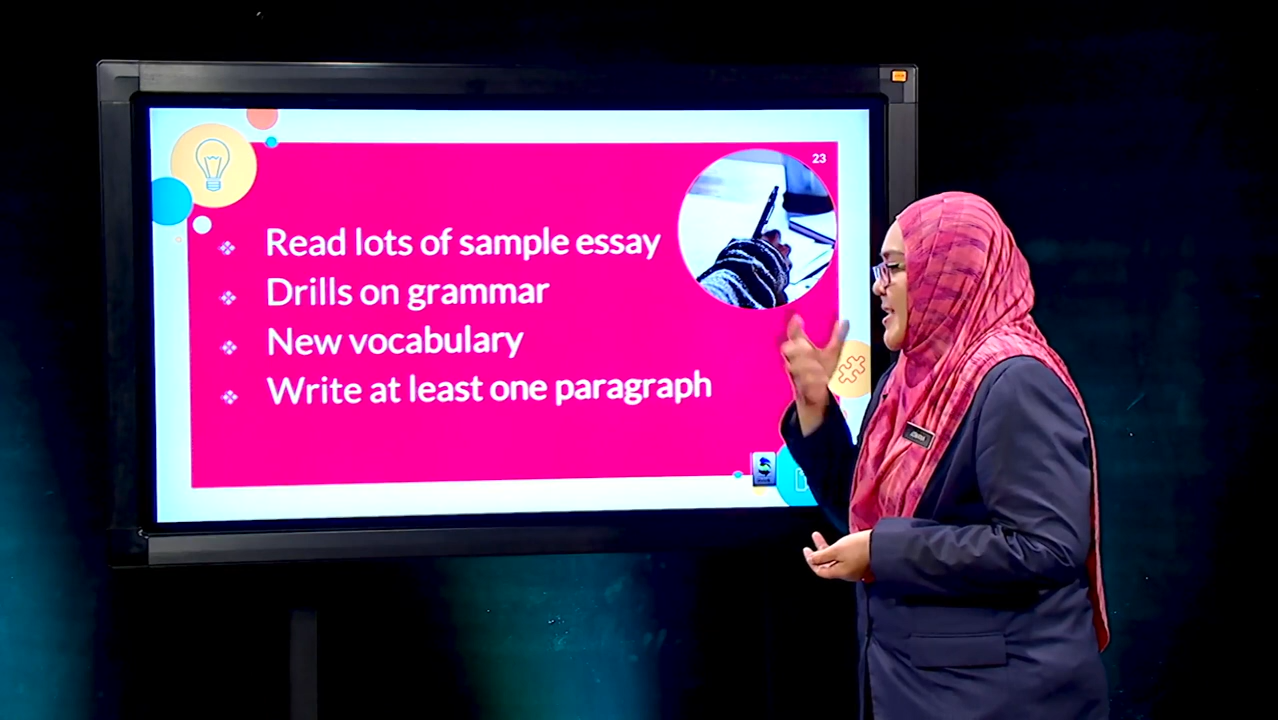 23
Read lots of sample essay
Drills on grammar
New vocabulary
Write at least one paragraph